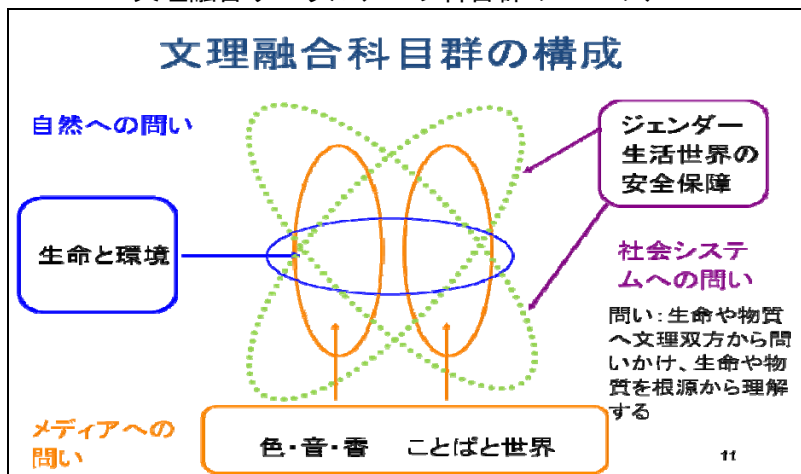 文理融合科目群の構成
自然への問い
ジェンダー
生活世界の
安全保障
生命と環境
社会システ
ムへの問い
問い:生命や物質
へ文理双方から問
いかけ、生命や物
質を根源から理解
する
メディアへの
問い
色・音・香 ことばと世界
11